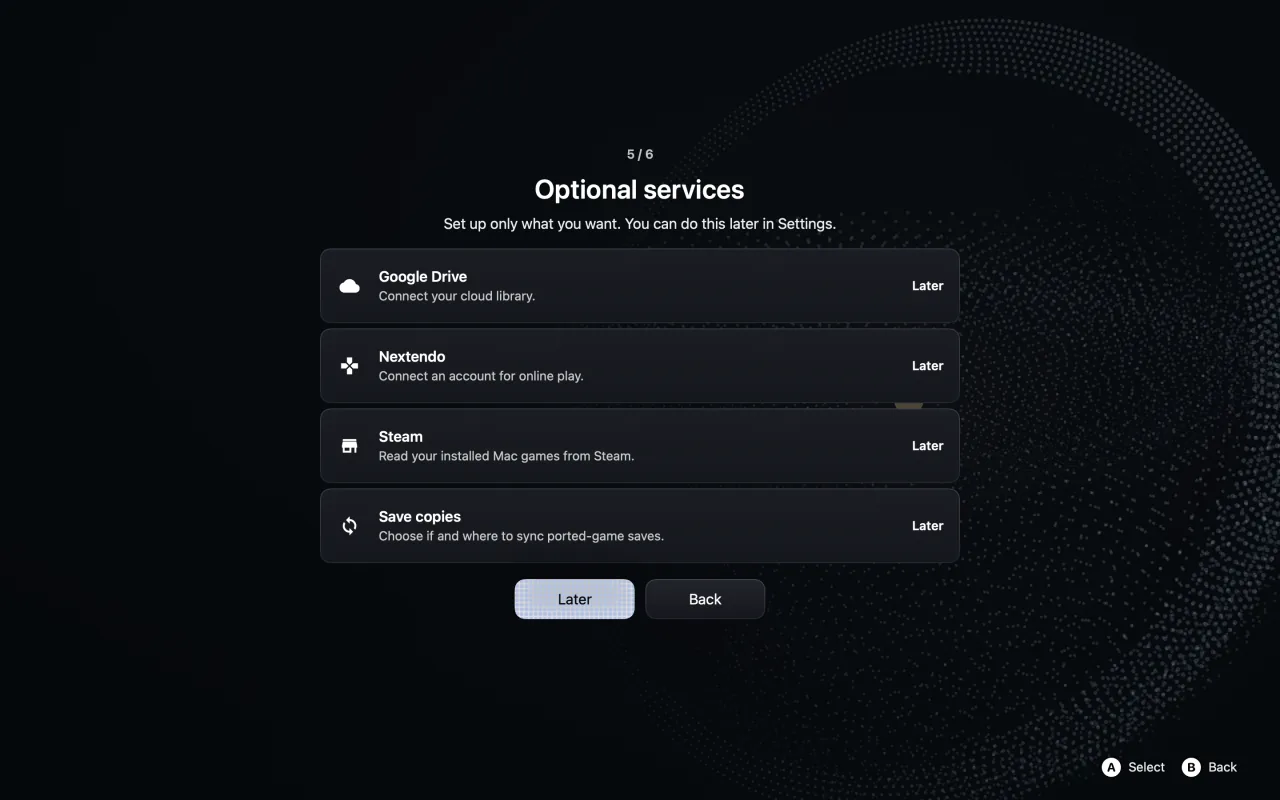 5 / 6
Optional services
Set up only what you want. You can do this later in Settings.
Google Drive
Connect your cloud library.
Later
Nextendo
Connect an account for online play.
Later
Steam
Read your installed Mac games from Steam.
Later
Save copies
Choose if and where to sync ported-game saves.
Later
Later
Back
A Select
B Back